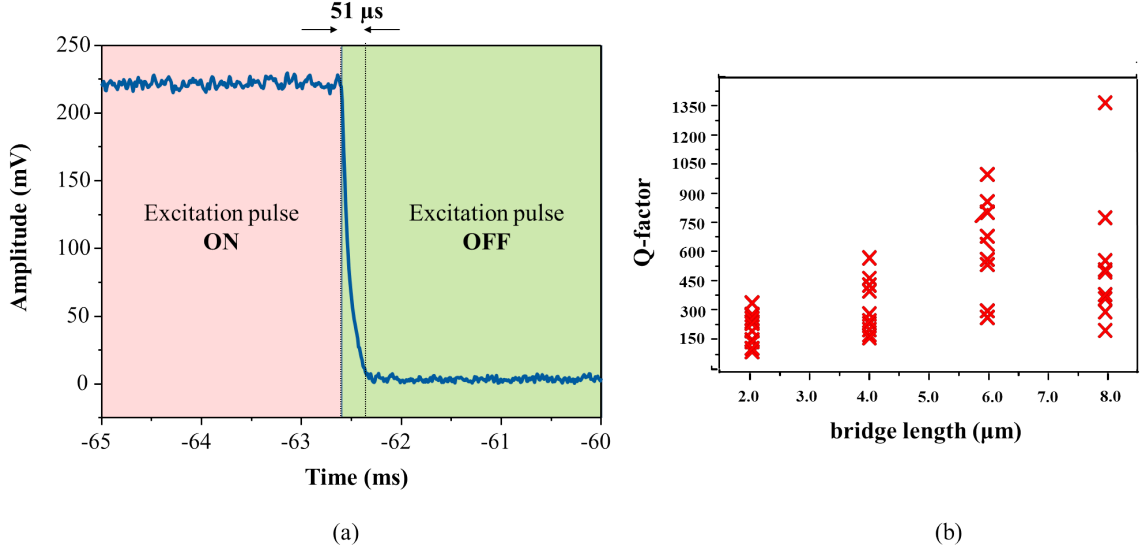 (a)
51 µs
250
200
150
100
50
0
Amplitude (mV)
Excitation pulse
ON
Excitation pulse
OFF
-65 -64 -63 -62 -61 -60
Time (ms)
(a)
1350
1200
1050
900
750
600
450
300
150
Q-factor
2.0 3.0 4.0 5.0 6.0 7.0 8.0
bridge length (µm)
(b)
(b)